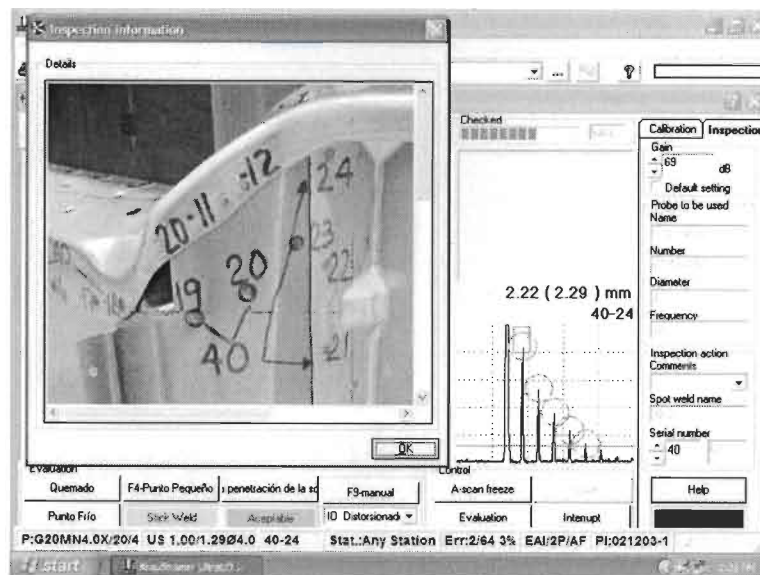 Inspection information
Details
20-11 :12
24
23
22
21
20
19
40
OK
Checked
2.22 ( 2.29 ) mm
40-24
Calibration
Inspection
Gain
69
dB
Default setting
Probe to be used
Name
Number
Diameter
Frequency
Inspection action
Comments
Spot weld name
Serial number
40
Help
Evaluation
Quemado
F4-Punto Pequeño
penetración de la so
F9-manual
Punto Frío
Stick Weld
Aceptable
IO Distorsionad
Control
A-scan freeze
Evaluation
Interrupt
P:G20MN4.0X/20/4 US 1.00/1.29Ø4.0 40-24 Stat.:Any Station Err:2/64 3% EAI/2P/AF PI:021203-1
start